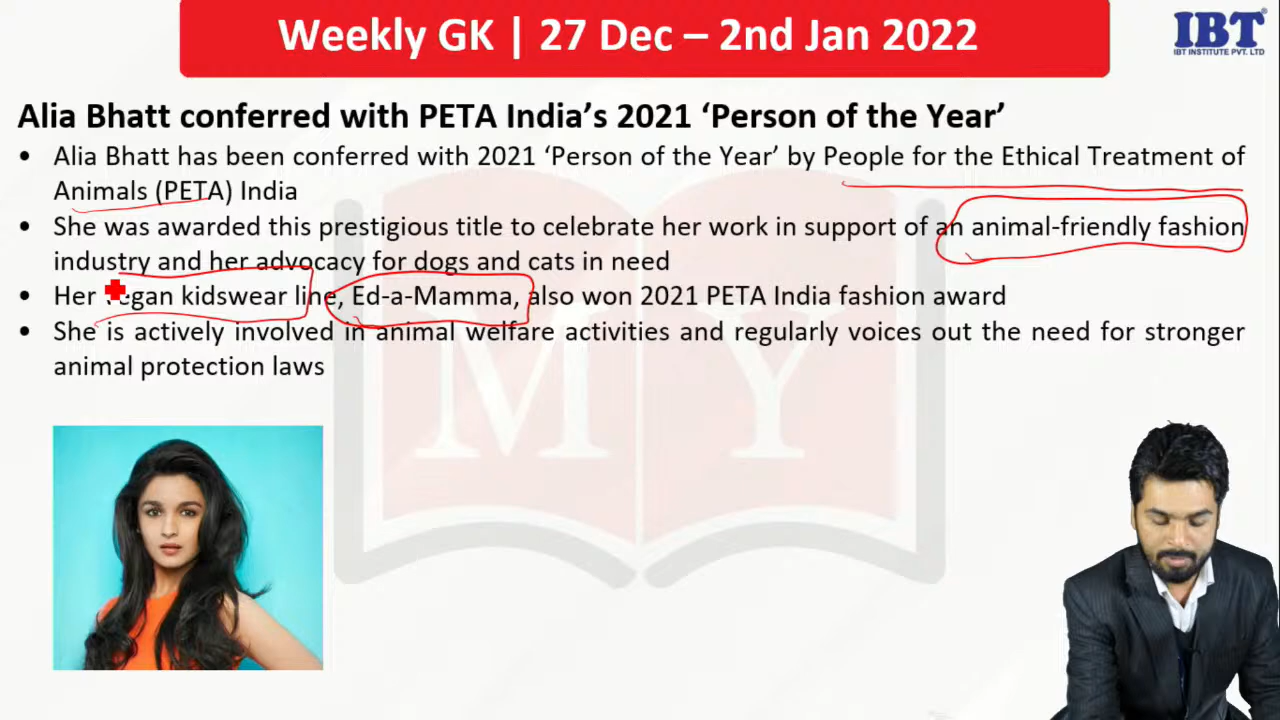 Weekly GK | 27 Dec – 2nd Jan 2022
IBT
IBT INSTITUTE PVT. LTD
Alia Bhatt conferred with PETA India’s 2021 ‘Person of the Year’
• Alia Bhatt has been conferred with 2021 ‘Person of the Year’ by People for the Ethical Treatment of
Animals (PETA) India
• She was awarded this prestigious title to celebrate her work in support of an animal-friendly fashion
industry and her advocacy for dogs and cats in need
• Her vegan kidswear line, Ed-a-Mamma, also won 2021 PETA India fashion award
• She is actively involved in animal welfare activities and regularly voices out the need for stronger
animal protection laws
M Y